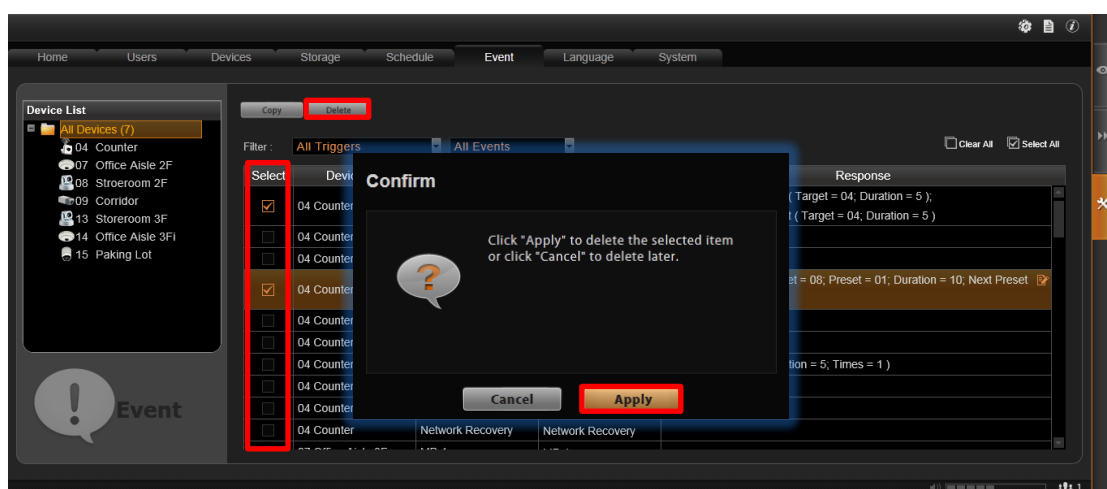 Home Users Devices Storage Schedule Event Language System
Device List
All Devices (7)
04 Counter
07 Office Aisle 2F
08 Stroeroom 2F
09 Corridor
13 Storeroom 3F
14 Office Aisle 3Fi
15 Paking Lot
Event
Copy Delete
Filter : All Triggers All Events Clear All Select All
Select Response
04 Counter ( Target = 04; Duration = 5 );
( Target = 04; Duration = 5 )
04 Counter
04 Counter
04 Counter = 08; Preset = 01; Duration = 10; Next Preset
04 Counter
04 Counter
04 Counter = 5; Times = 1 )
04 Counter
04 Counter
04 Counter Network Recovery Network Recovery
Confirm
Click "Apply" to delete the selected item
or click "Cancel" to delete later.
Cancel Apply
1